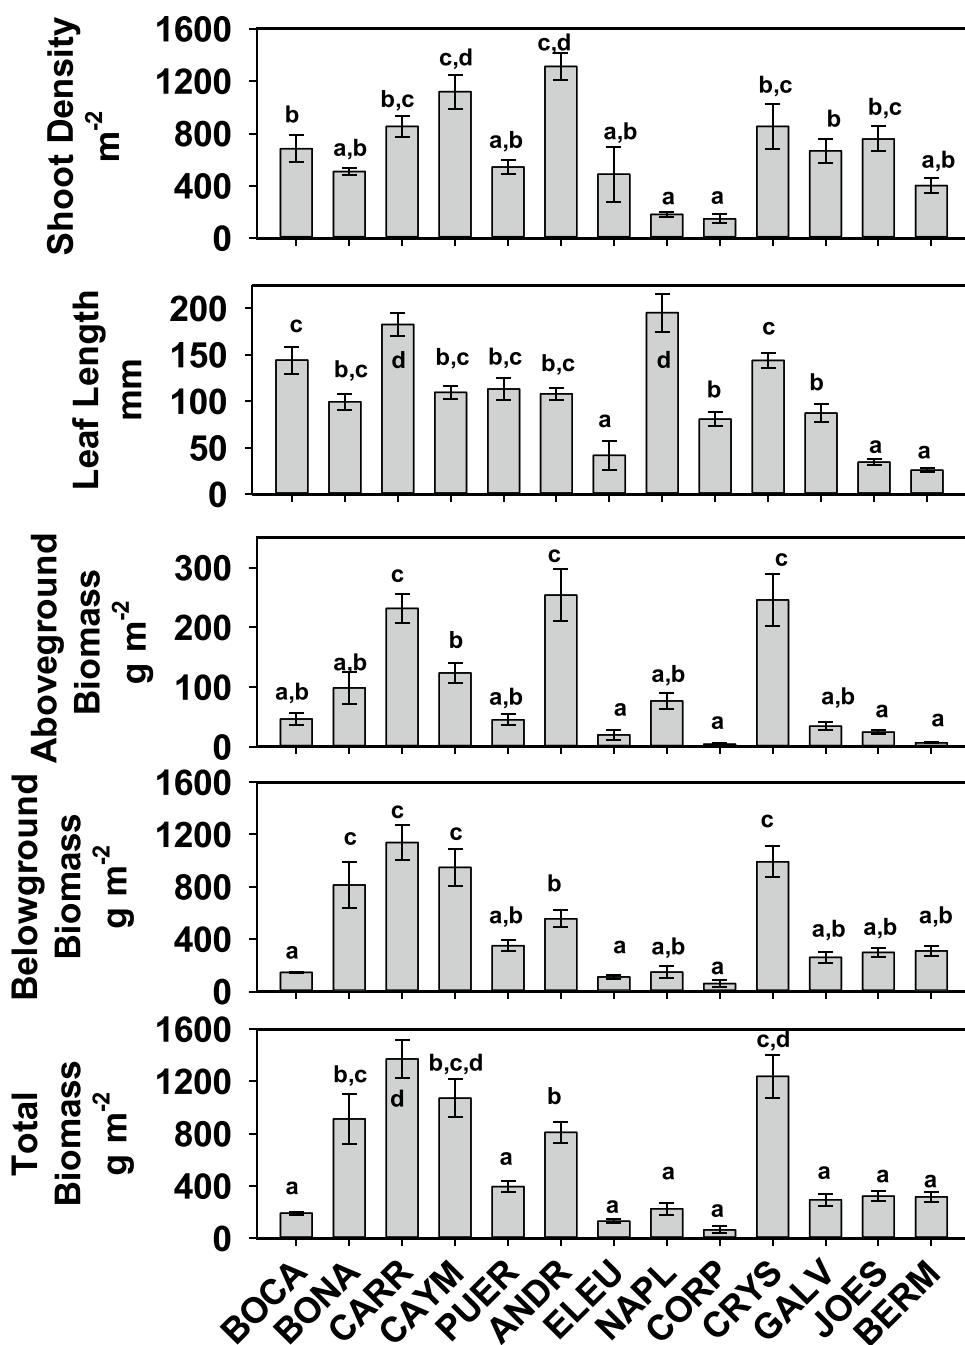 Shoot Density
m-2
1600
1200
800
400
0
b
a,b
b,c
c,d
a,b
c,d
a,b
a
a
b,c
b
b,c
a,b
Leaf Length
mm
200
150
100
50
0
c
b,c
d
b,c
b,c
b,c
a
d
b
c
b
a
a
Aboveground
Biomass
g m-2
300
200
100
0
a,b
a,b
c
b
a,b
c
a
a,b
a
c
a,b
a
a
Belowground
Biomass
g m-2
1600
1200
800
400
0
a
c
c
c
a,b
b
a
a,b
a
c
a,b
a,b
a,b
Total
Biomass
g m-2
1600
1200
800
400
0
a
b,c
d
b,c,d
a
b
a
a
a
c,d
a
a
a
BOCA
BONA
CARR
CAYM
PUER
ANDR
ELEU
NAPL
CORP
CRYS
GALV
JOES
BERM